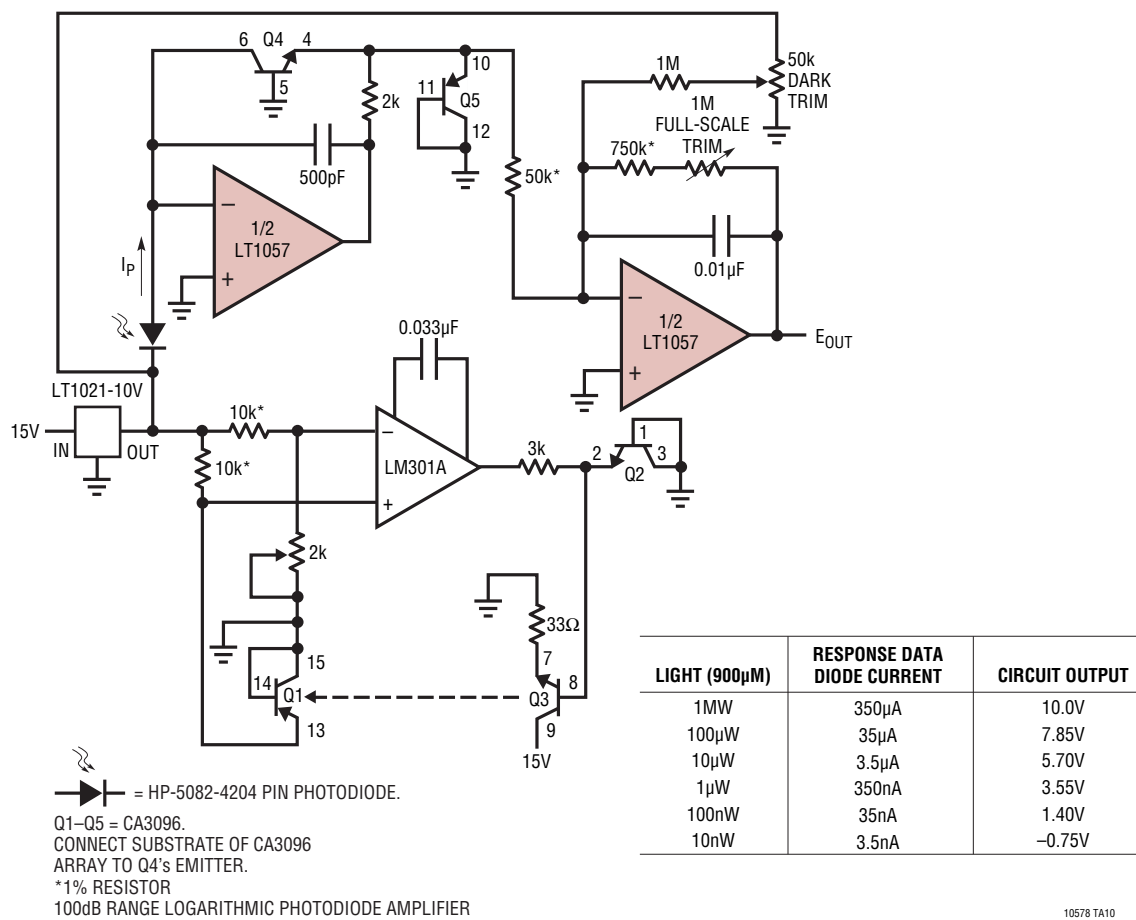 6 Q4 4
5
2k
10
11
Q5
12
500pF
50k*
1M
50k
DARK
TRIM
1M
FULL-SCALE
TRIM
750k*
0.01µF
–
1/2
LT1057
+
IP
–
1/2
LT1057
+
EOUT
0.033µF
LT1021-10V
15V
IN
OUT
10k*
10k*
–
LM301A
+
3k
2
1
3
Q2
2k
33Ω
15
14
Q1
13
7
8
Q3
9
15V
= HP-5082-4204 PIN PHOTODIODE.
Q1–Q5 = CA3096.
CONNECT SUBSTRATE OF CA3096
ARRAY TO Q4's EMITTER.
*1% RESISTOR
100dB RANGE LOGARITHMIC PHOTODIODE AMPLIFIER
LIGHT (900µM) RESPONSE DATA DIODE CURRENT CIRCUIT OUTPUT
1MW 350µA 10.0V
100µW 35µA 7.85V
10µW 3.5µA 5.70V
1µW 350nA 3.55V
100nW 35nA 1.40V
10nW 3.5nA –0.75V
10578 TA10